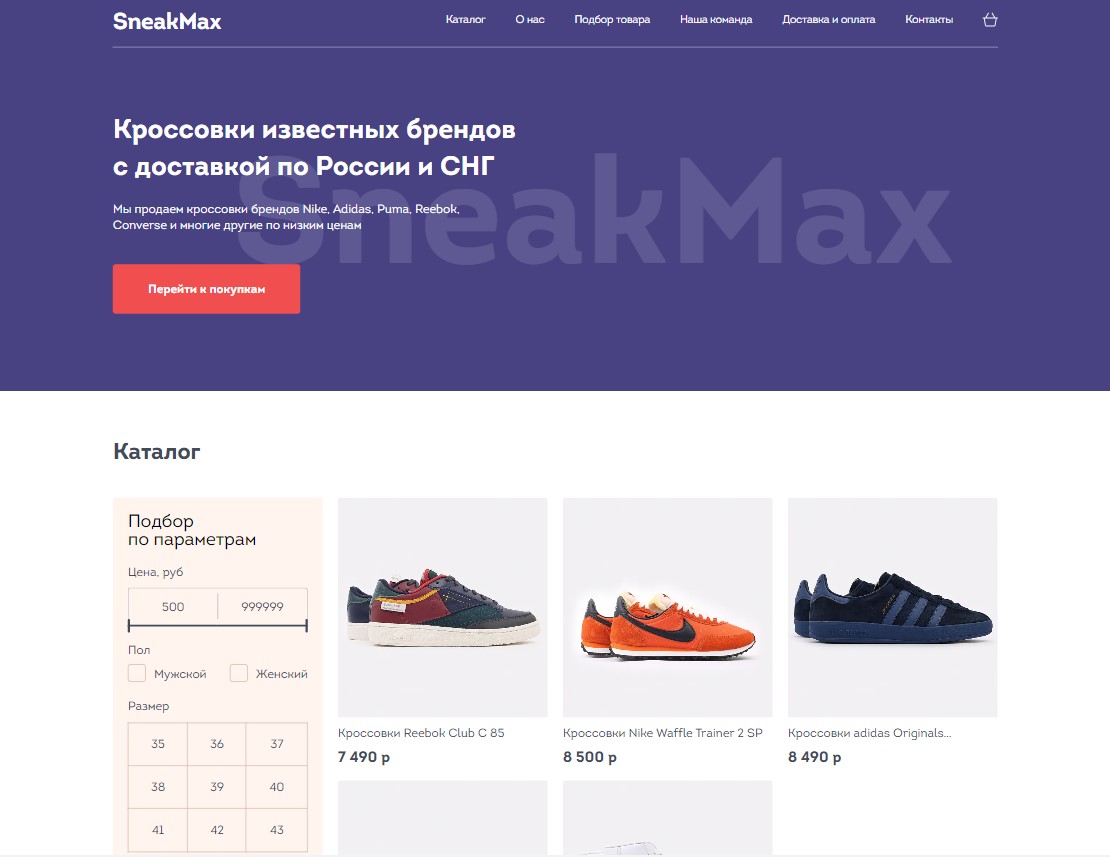 SneakMax
Каталог
О нас
Подбор товара
Наша команда
Доставка и оплата
Контакты
SneakMax
Кроссовки известных брендов
с доставкой по России и СНГ
Мы продаем кроссовки брендов Nike, Adidas, Puma, Reebok,
Converse и многие другие по низким ценам
Перейти к покупкам
Каталог
Подбор
по параметрам
Цена, руб
500
999999
Пол
Мужской
Женский
Размер
35 36 37
38 39 40
41 42 43
Кроссовки Reebok Club C 85
7 490 р
Кроссовки Nike Waffle Trainer 2 SP
8 500 р
Кроссовки adidas Originals...
8 490 р